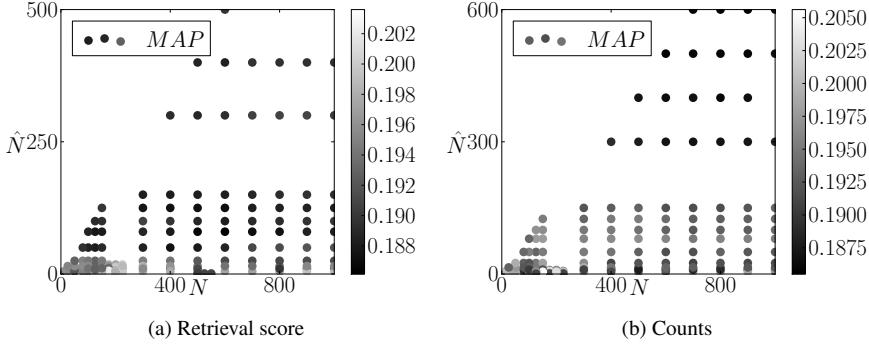 500
250
0
N̂
MAP
0 400 N 800
0.202
0.200
0.198
0.196
0.194
0.192
0.190
0.188
(a) Retrieval score
600
300
0
N̂
MAP
0 400 N 800
0.2050
0.2025
0.2000
0.1975
0.1950
0.1925
0.1900
0.1875
(b) Counts